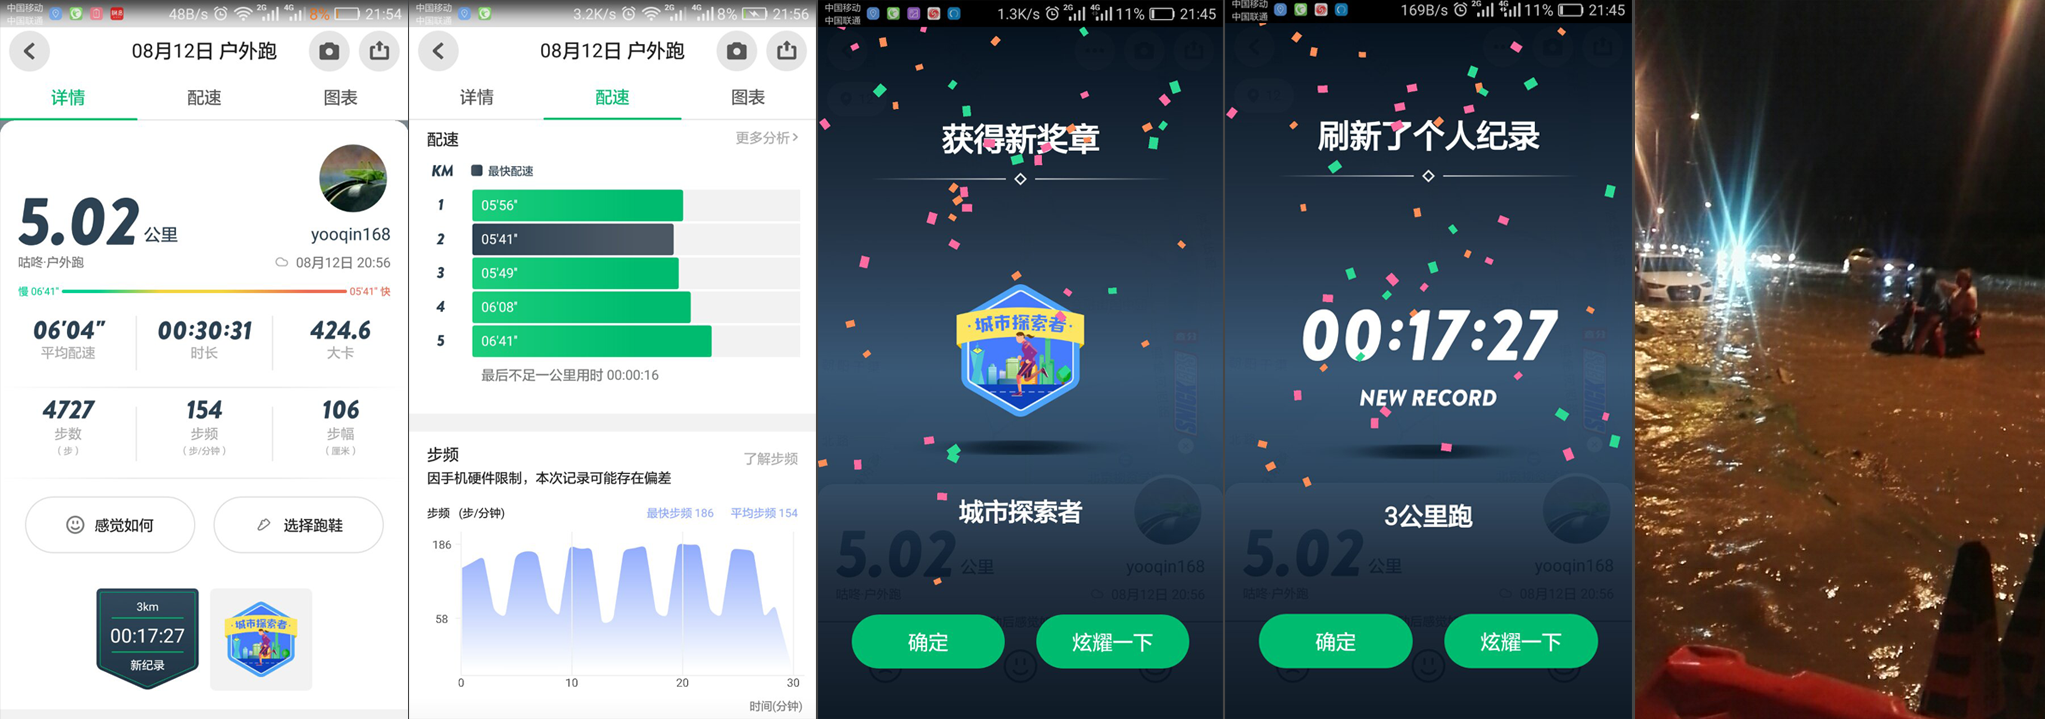 中国移动
中国联通
48B/s
2G
4G
8%
21:54
08月12日 户外跑
详情
配速
图表
5.02 公里
yooqin168
咕咚·户外跑
08月12日 20:56
慢 06'41"
05'41" 快
06'04"
00:30:31
424.6
平均配速
时长
大卡
4727
154
106
步数
步频
步幅
(步)
(步/分钟)
(厘米)
感觉如何
选择跑鞋
3km
00:17:27
新纪录
·城市探索者·
中国移动
中国联通
3.2K/s
2G
4G
8%
21:56
08月12日 户外跑
详情
配速
图表
配速
更多分析
KM
最快配速
1
05'56"
2
05'41"
3
05'49"
4
06'08"
5
06'41"
最后不足一公里用时 00:00:16
步频
了解步频
因手机硬件限制，本次记录可能存在偏差
步频 (步/分钟)
最快步频 186
平均步频 154
186
58
0
10
20
30
时间(分钟)
中国移动
中国联通
1.3K/s
2G
4G
11%
21:45
获得新奖章
·城市探索者·
城市探索者
5.02 公里
yooqin168
咕咚·户外跑
08月12日 20:56
确定
炫耀一下
中国移动
中国联通
169B/s
2G
4G
11%
21:45
刷新了个人纪录
00:17:27
NEW RECORD
3公里跑
5.02 公里
yooqin168
咕咚·户外跑
08月12日 20:56
确定
炫耀一下